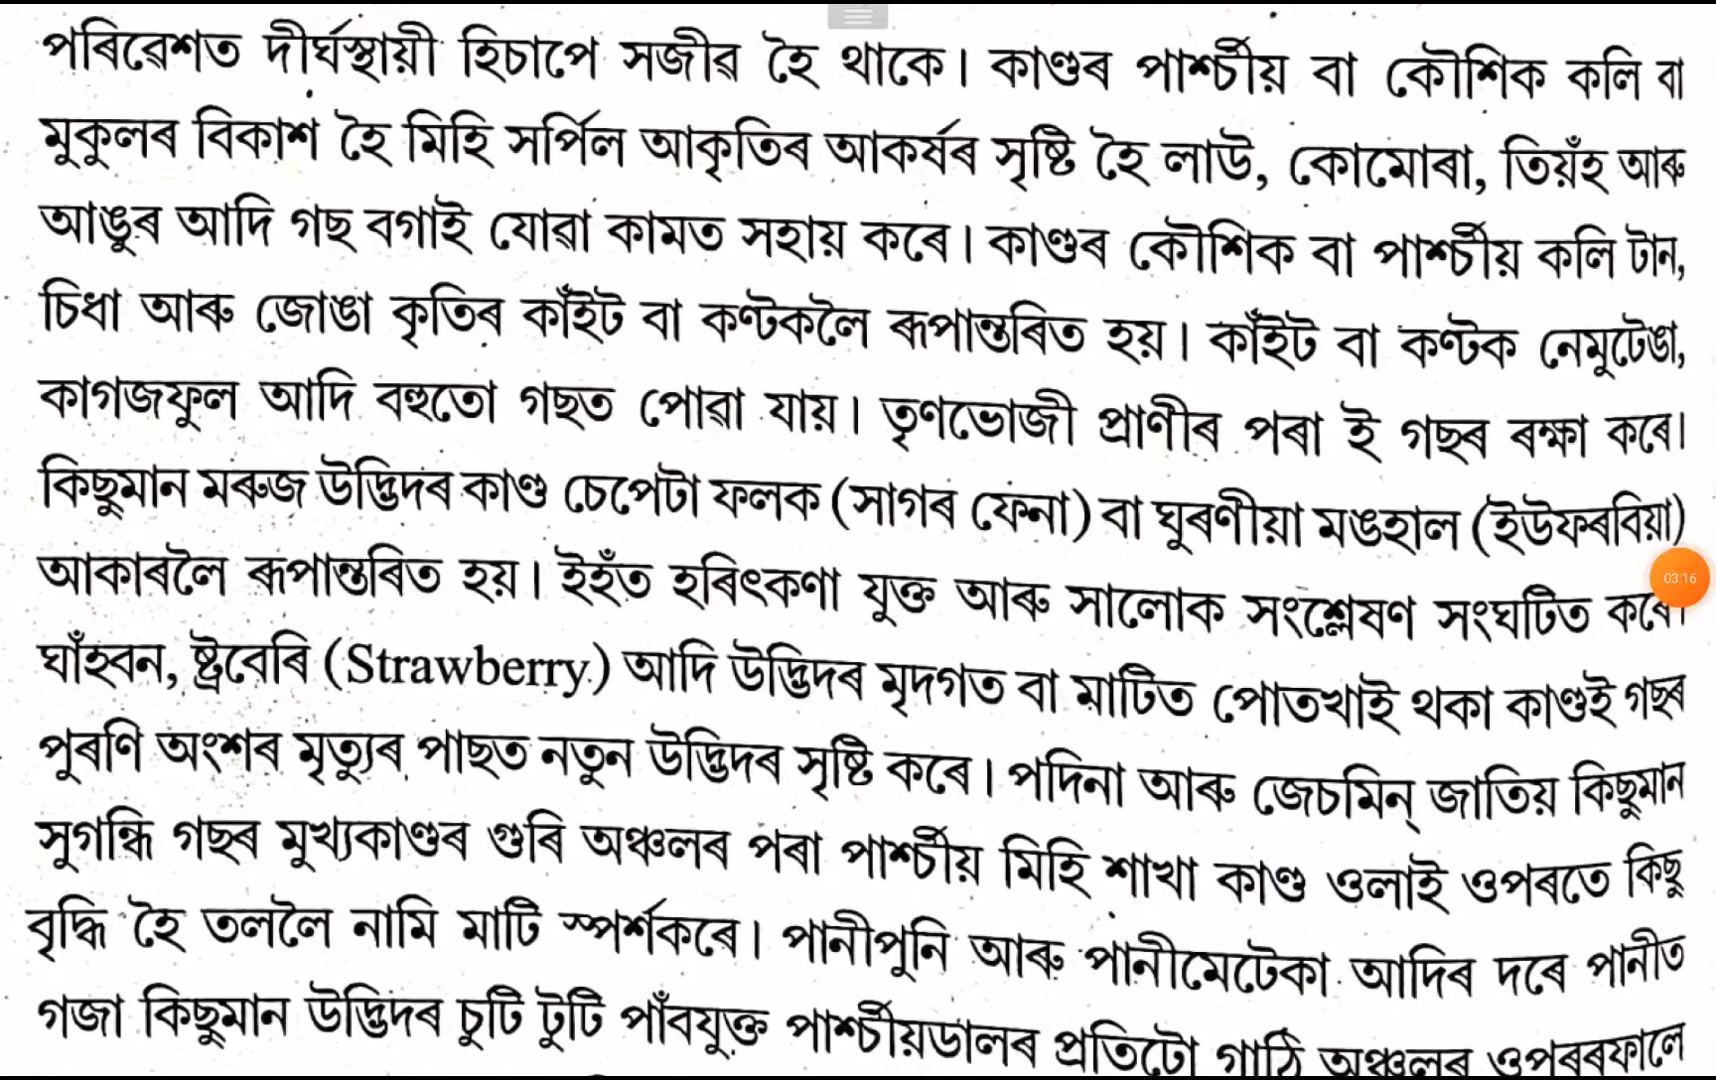 পৰিৱেশত দীৰ্ঘস্থায়ী হিচাপে সজীৱ হৈ থাকে। কাণ্ডৰ পাৰ্শ্চীয় বা কৌশিক কলি বা
মুকুলৰ বিকাশ হৈ মিহি সৰ্পিল আকৃতিৰ আকৰ্ষৰ সৃষ্টি হৈ লাউ, কোমোৰা, তিয়ঁহ আৰু
আঙুৰ আদি গছ বগাই যোৱা কামত সহায় কৰে। কাণ্ডৰ কৌশিক বা পাৰ্শ্চীয় কলি টান,
চিধা আৰু জোঙা কৃতিৰ কাঁইট বা কণ্টকলৈ ৰূপান্তৰিত হয়। কাঁইট বা কণ্টক নেমুটেঙা,
কাগজফুল আদি বহুতো গছত পোৱা যায়। তৃণভোজী প্ৰাণীৰ পৰা ই গছৰ ৰক্ষা কৰে।
কিছুমান মৰুজ উদ্ভিদৰ কাণ্ড চেপেটা ফলক (সাগৰ ফেনা) বা ঘুৰণীয়া মঙহাল (ইউফৰবিয়া)
আকাৰলৈ ৰূপান্তৰিত হয়। ইহঁত হৰিৎকণা যুক্ত আৰু সালোক সংশ্লেষণ সংঘটিত কৰে।
03:16
ঘাঁহবন, ষ্ট্ৰবেৰি (Strawberry) আদি উদ্ভিদৰ মৃদগত বা মাটিত পোতখাই থকা কাণ্ডই গছৰ
পুৰণি অংশৰ মৃত্যুৰ পাছত নতুন উদ্ভিদৰ সৃষ্টি কৰে। পদিনা আৰু জেচমিন্ জাতিয় কিছুমান
সুগন্ধি গছৰ মুখ্যকাণ্ডৰ গুৰি অঞ্চলৰ পৰা পাৰ্শ্চীয় মিহি শাখা কাণ্ড ওলাই ওপৰতে কিছু
বৃদ্ধি হৈ তললৈ নামি মাটি স্পৰ্শকৰে। পানীপুনি আৰু পানীমেটেকা আদিৰ দৰে পানীত
গজা কিছুমান উদ্ভিদৰ চুটি টুটি পাঁবযুক্ত পাৰ্শ্চীয়ডালৰ প্ৰতিটো গাঠি অঞ্চলৰ ওপৰৰফালে